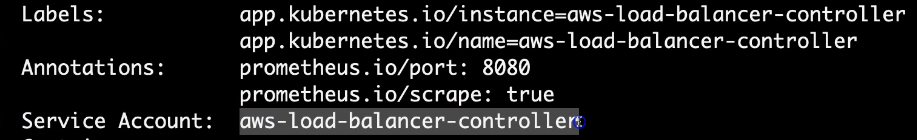 Labels: app.kubernetes.io/instance=aws-load-balancer-controller
app.kubernetes.io/name=aws-load-balancer-controller
Annotations: prometheus.io/port: 8080
prometheus.io/scrape: true
Service Account: aws-load-balancer-controller